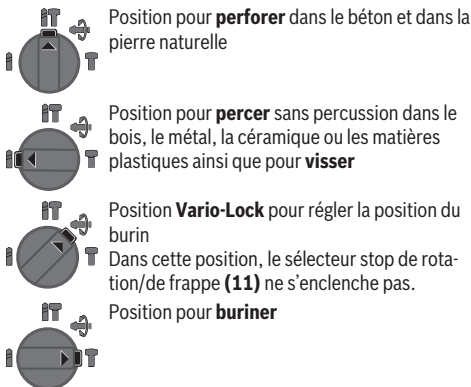 Position pour perforer dans le béton et dans la
pierre naturelle
Position pour percer sans percussion dans le
bois, le métal, la céramique ou les matières
plastiques ainsi que pour visser
Position Vario-Lock pour régler la position du
burin
Dans cette position, le sélecteur stop de rota-
tion/de frappe (11) ne s’enclenche pas.
Position pour buriner